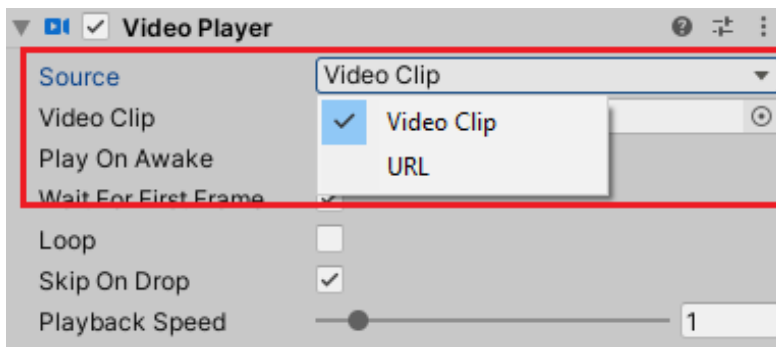 Video Player
Source Video Clip
Video Clip Video Clip
Play On Awake URL
Wait For First Frame
Loop
Skip On Drop
Playback Speed 1